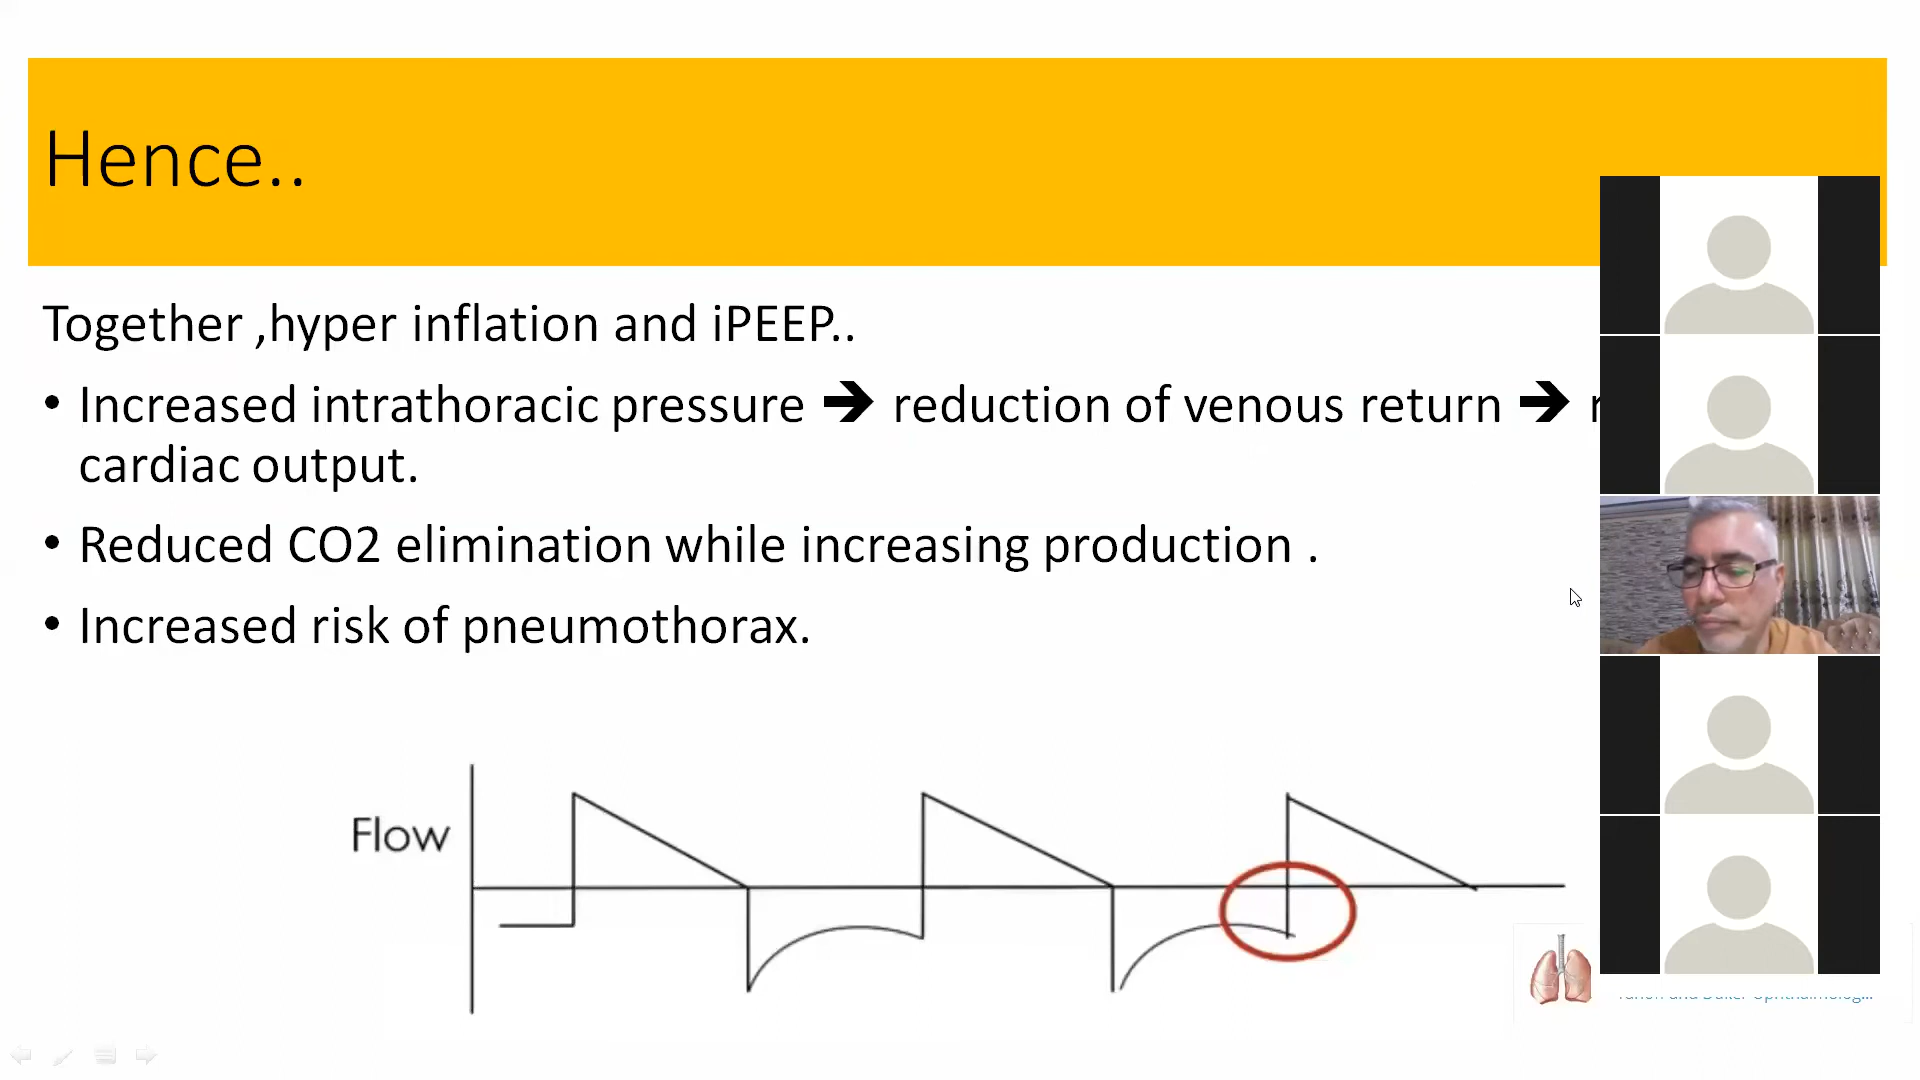 Hence..
Together ,hyper inflation and iPEEP..
• Increased intrathoracic pressure ➔ reduction of venous return ➔
cardiac output.
• Reduced CO2 elimination while increasing production .
• Increased risk of pneumothorax.
Flow